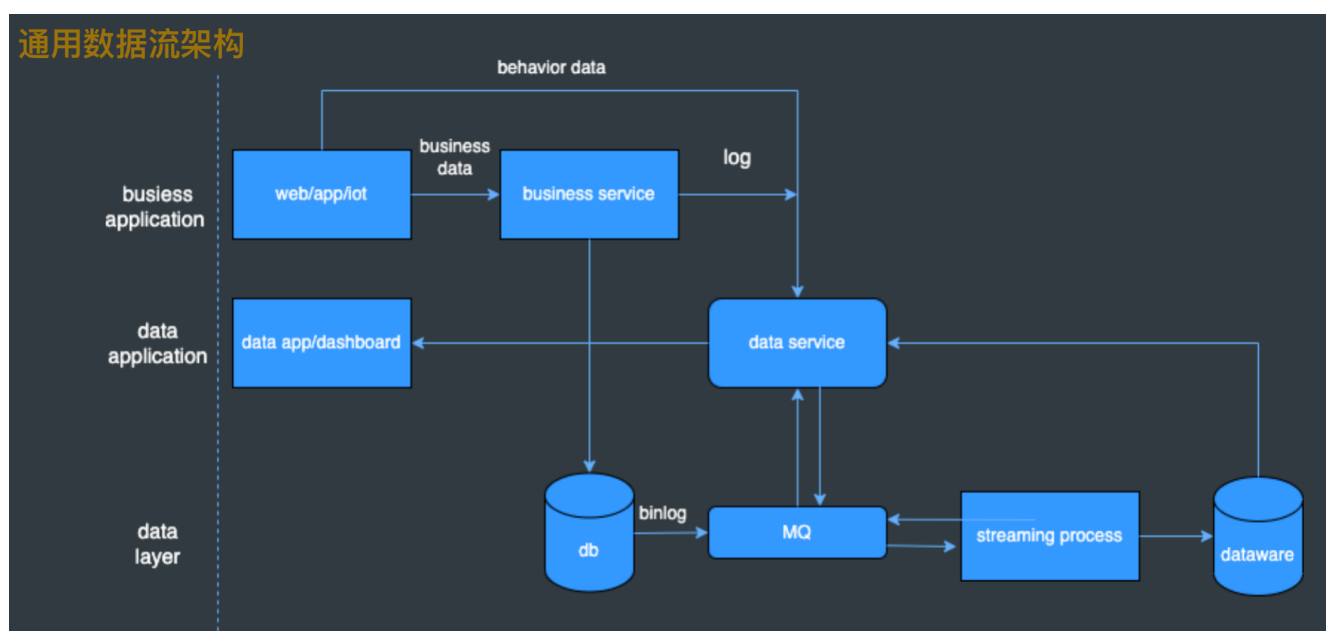 通用数据流架构
behavior data
business
data
log
busiess
application
web/app/iot
business service
data
application
data app/dashboard
data service
data
layer
db
binlog
MQ
streaming process
dataware